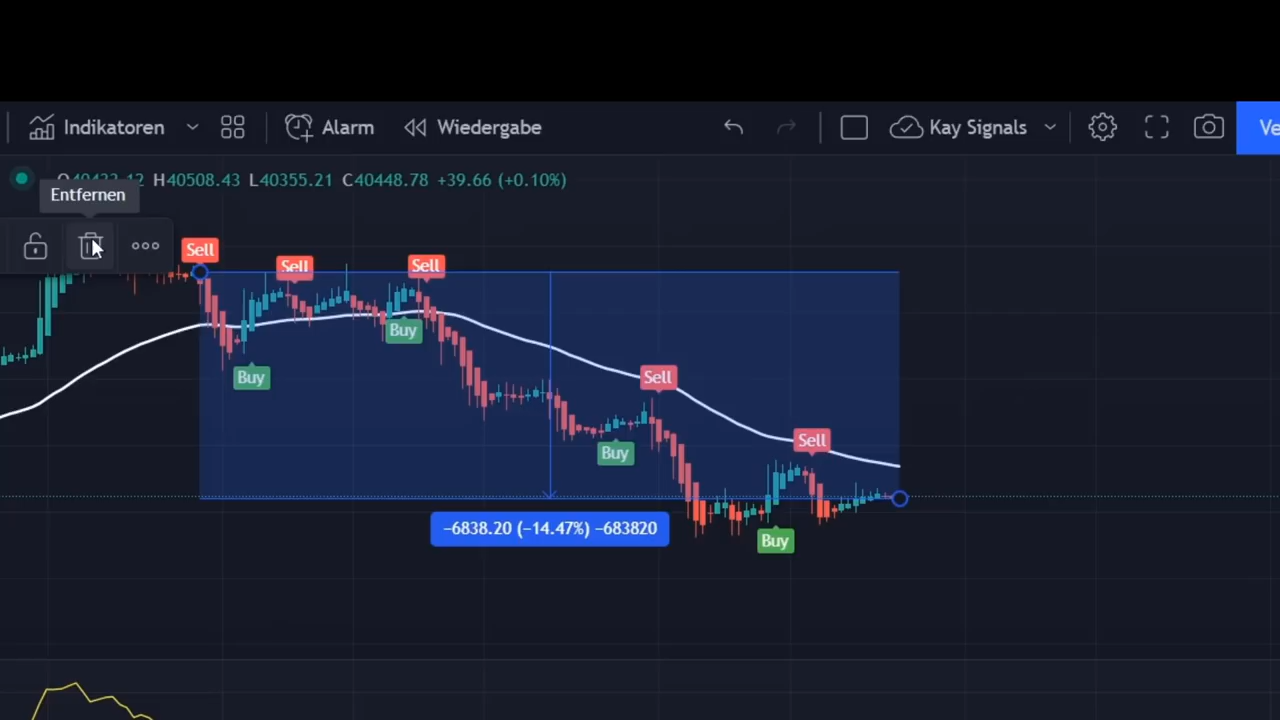 Indikatoren
Alarm
Wiedergabe
Kay Signals
Ve
H40508.43 L40355.21 C40448.78 +39.66 (+0.10%)
Entfernen
Sell
Sell
Sell
Buy
Buy
Sell
Sell
Buy
−6838.20 (−14.47%) −683820
Buy